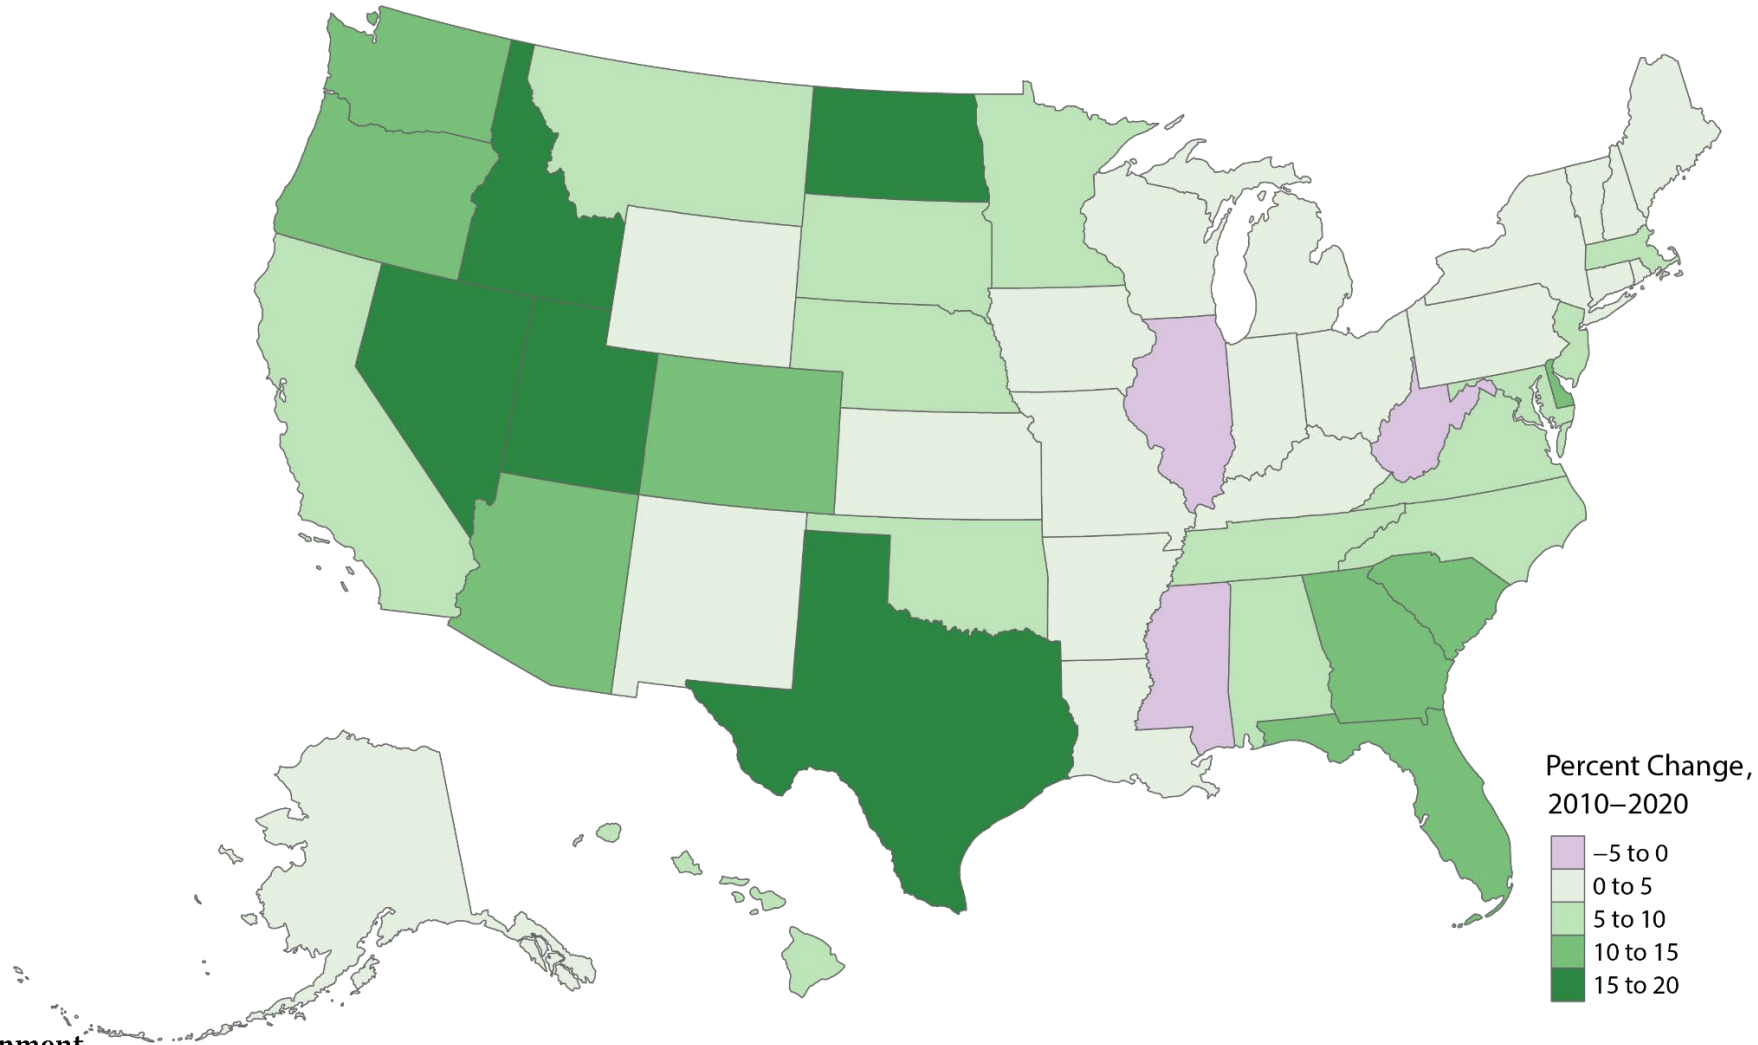 Percent Change,
2010–2020
–5 to 0
0 to 5
5 to 10
10 to 15
15 to 20
nment